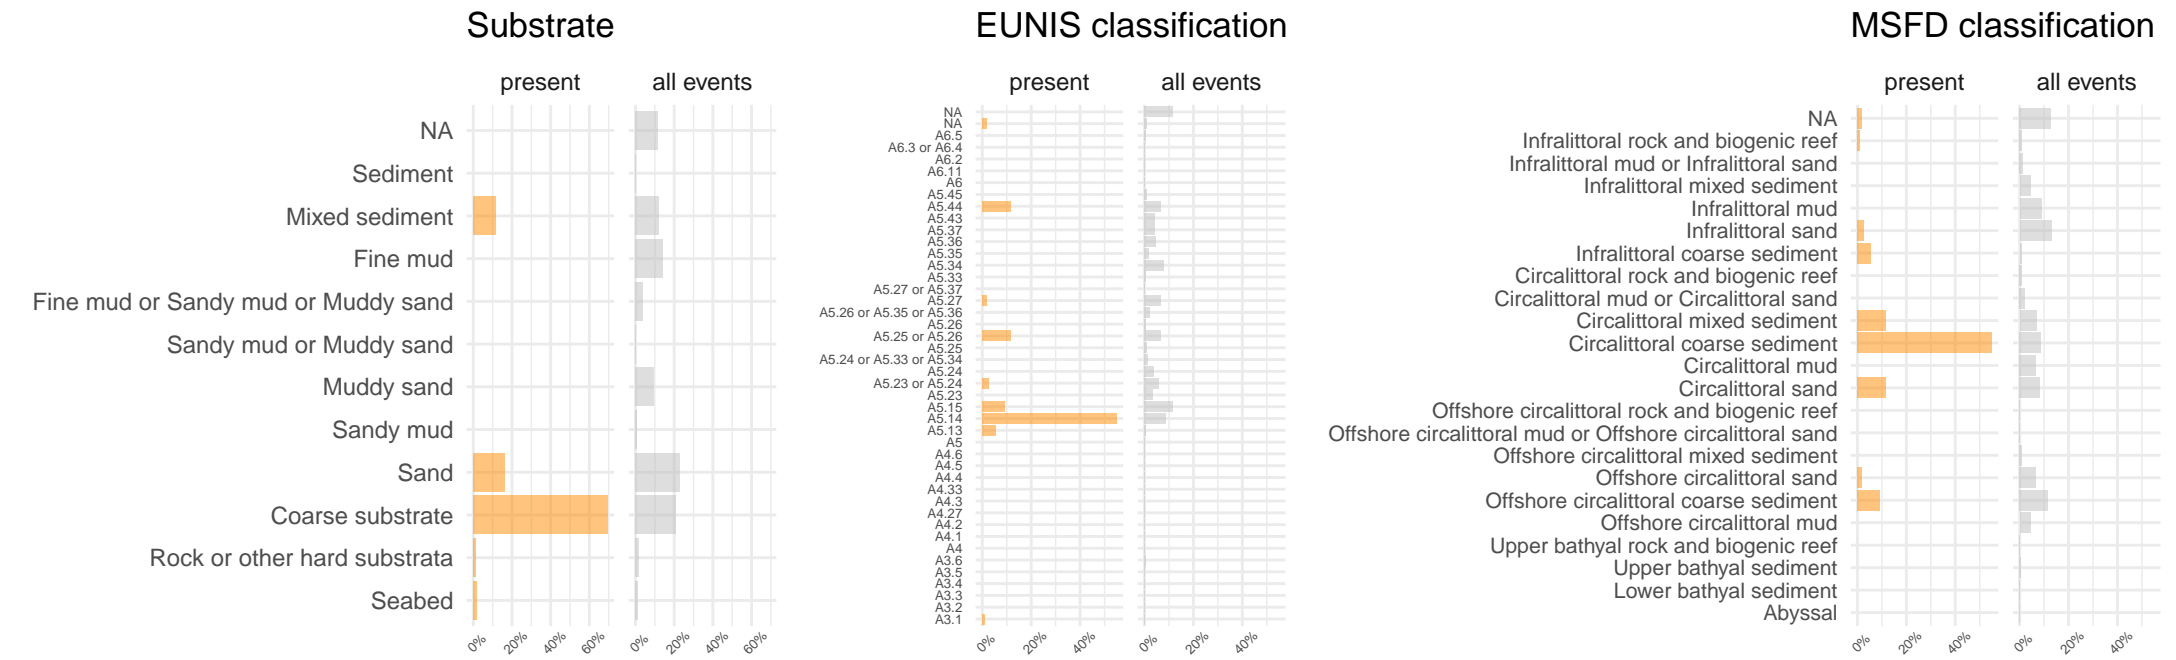 Substrate
present all events
NA
Sediment
Mixed sediment
Fine mud
Fine mud or Sandy mud or Muddy sand
Sandy mud or Muddy sand
Muddy sand
Sandy mud
Sand
Coarse substrate
Rock or other hard substrata
Seabed
0% 20% 40% 60% 0% 20% 40% 60%
EUNIS classification
present all events
NA
NA
A6.5
A6.3 or A6.4
A6.2
A6.11
A6
A5.45
A5.44
A5.43
A5.37
A5.36
A5.35
A5.34
A5.33
A5.27 or A5.37
A5.27
A5.26 or A5.35 or A5.36
A5.26
A5.25 or A5.26
A5.25
A5.24 or A5.33 or A5.34
A5.24
A5.23 or A5.24
A5.23
A5.15
A5.14
A5.13
A5
A4.6
A4.5
A4.4
A4.33
A4.3
A4.27
A4.2
A4.1
A4
A3.6
A3.5
A3.4
A3.3
A3.2
A3.1
0% 20% 40% 0% 20% 40%
MSFD classification
present all events
NA
Infralittoral rock and biogenic reef
Infralittoral mud or Infralittoral sand
Infralittoral mixed sediment
Infralittoral mud
Infralittoral sand
Infralittoral coarse sediment
Circalittoral rock and biogenic reef
Circalittoral mud or Circalittoral sand
Circalittoral mixed sediment
Circalittoral coarse sediment
Circalittoral mud
Circalittoral sand
Offshore circalittoral rock and biogenic reef
Offshore circalittoral mud or Offshore circalittoral sand
Offshore circalittoral mixed sediment
Offshore circalittoral sand
Offshore circalittoral coarse sediment
Offshore circalittoral mud
Upper bathyal rock and biogenic reef
Upper bathyal sediment
Lower bathyal sediment
Abyssal
0% 20% 40% 0% 20% 40%